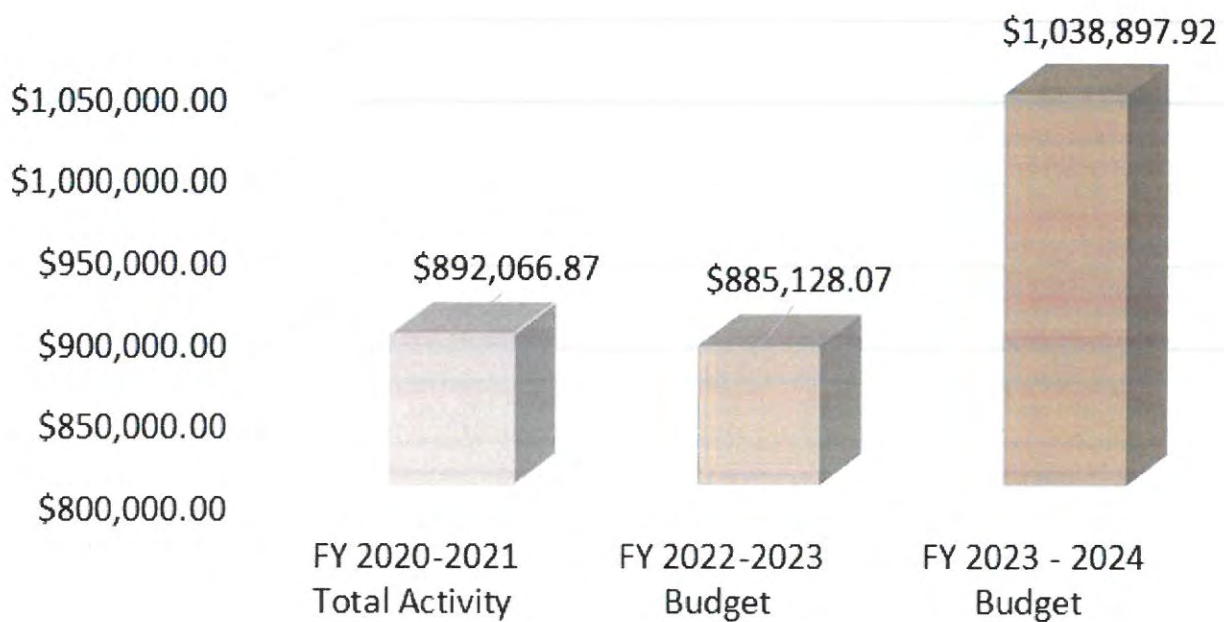 $1,038,897.92
$1,050,000.00
$1,000,000.00
$950,000.00
$892,066.87
$885,128.07
$900,000.00
$850,000.00
$800,000.00
FY 2020-2021
Total Activity
FY 2022-2023
Budget
FY 2023 - 2024
Budget